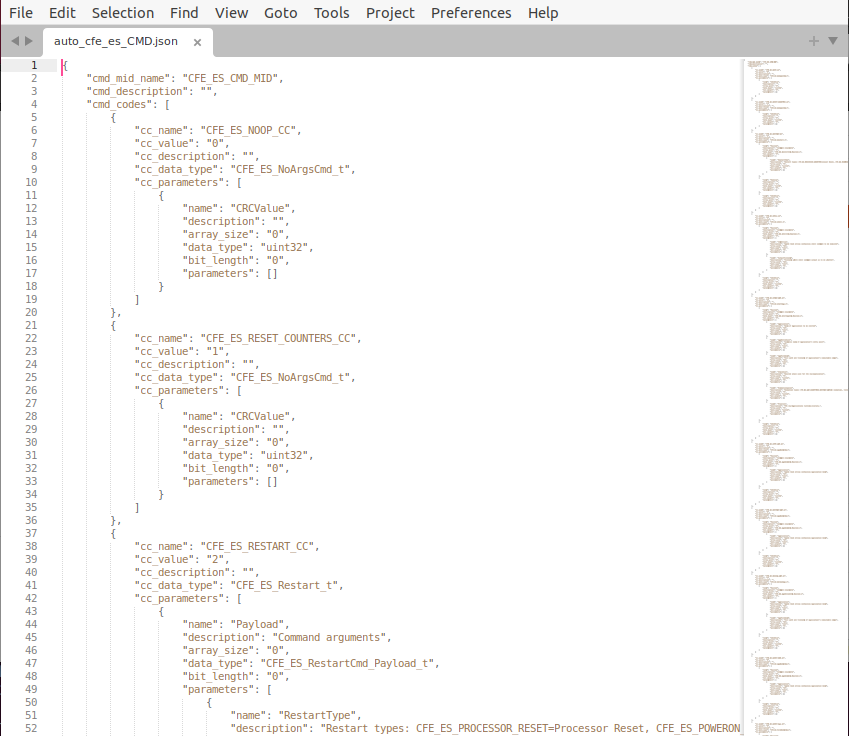 File Edit Selection Find View Goto Tools Project Preferences Help
auto_cfe_es_CMD.json ×
1 {
2 "cmd_mid_name": "CFE_ES_CMD_MID",
3 "cmd_description": "",
4 "cmd_codes": [
5 {
6 "cc_name": "CFE_ES_NOOP_CC",
7 "cc_value": "0",
8 "cc_description": "",
9 "cc_data_type": "CFE_ES_NoArgsCmd_t",
10 "cc_parameters": [
11 {
12 "name": "CRCValue",
13 "description": "",
14 "array_size": "0",
15 "data_type": "uint32",
16 "bit_length": "0",
17 "parameters": []
18 }
19 ]
20 },
21 {
22 "cc_name": "CFE_ES_RESET_COUNTERS_CC",
23 "cc_value": "1",
24 "cc_description": "",
25 "cc_data_type": "CFE_ES_NoArgsCmd_t",
26 "cc_parameters": [
27 {
28 "name": "CRCValue",
29 "description": "",
30 "array_size": "0",
31 "data_type": "uint32",
32 "bit_length": "0",
33 "parameters": []
34 }
35 ]
36 },
37 {
38 "cc_name": "CFE_ES_RESTART_CC",
39 "cc_value": "2",
40 "cc_description": "",
41 "cc_data_type": "CFE_ES_Restart_t",
42 "cc_parameters": [
43 {
44 "name": "Payload",
45 "description": "Command arguments",
46 "array_size": "0",
47 "data_type": "CFE_ES_RestartCmd_Payload_t",
48 "bit_length": "0",
49 "parameters": [
50 {
51 "name": "RestartType",
52 "description": "Restart types: CFE_ES_PROCESSOR_RESET=Processor Reset, CFE_ES_POWERON_